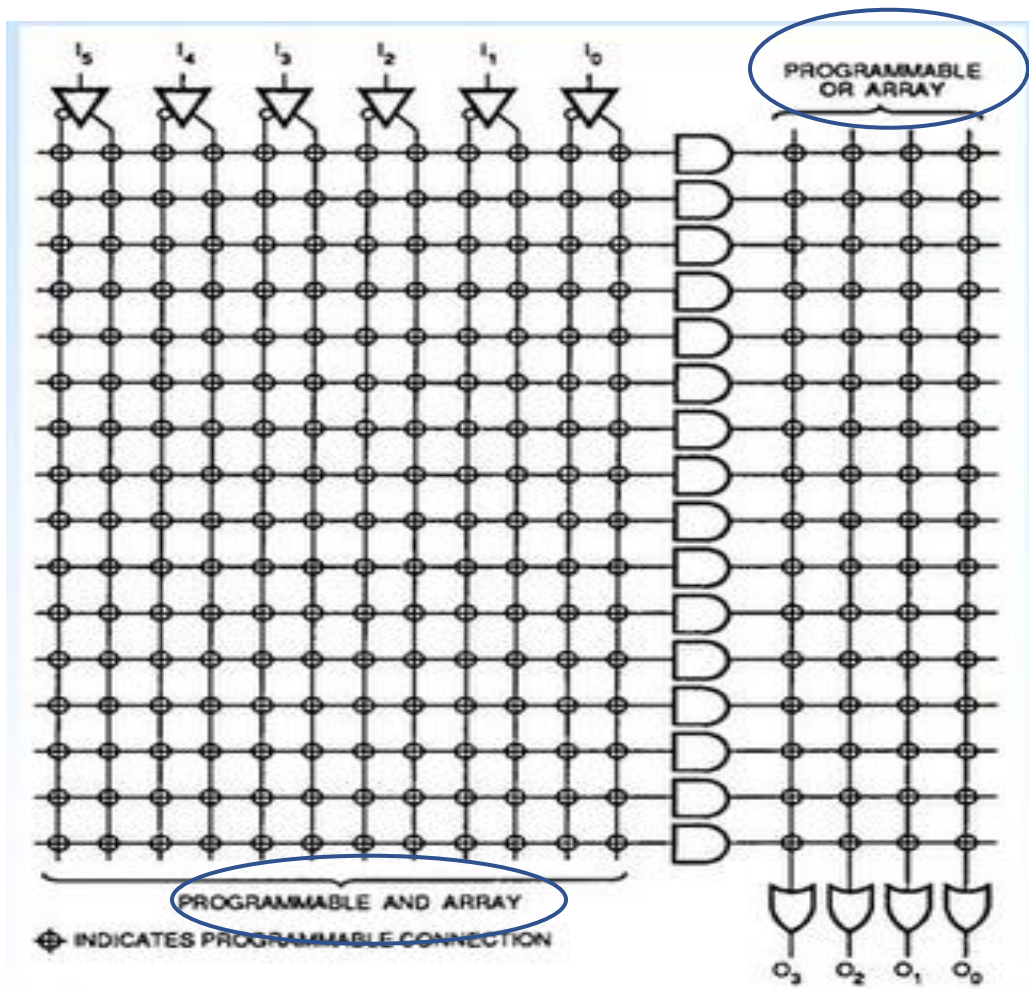 I₅ I₄ I₃ I₂ I₁ I₀
PROGRAMMABLE
OR ARRAY
PROGRAMMABLE AND ARRAY
INDICATES PROGRAMMABLE CONNECTION
O₃ O₂ O₁ O₀